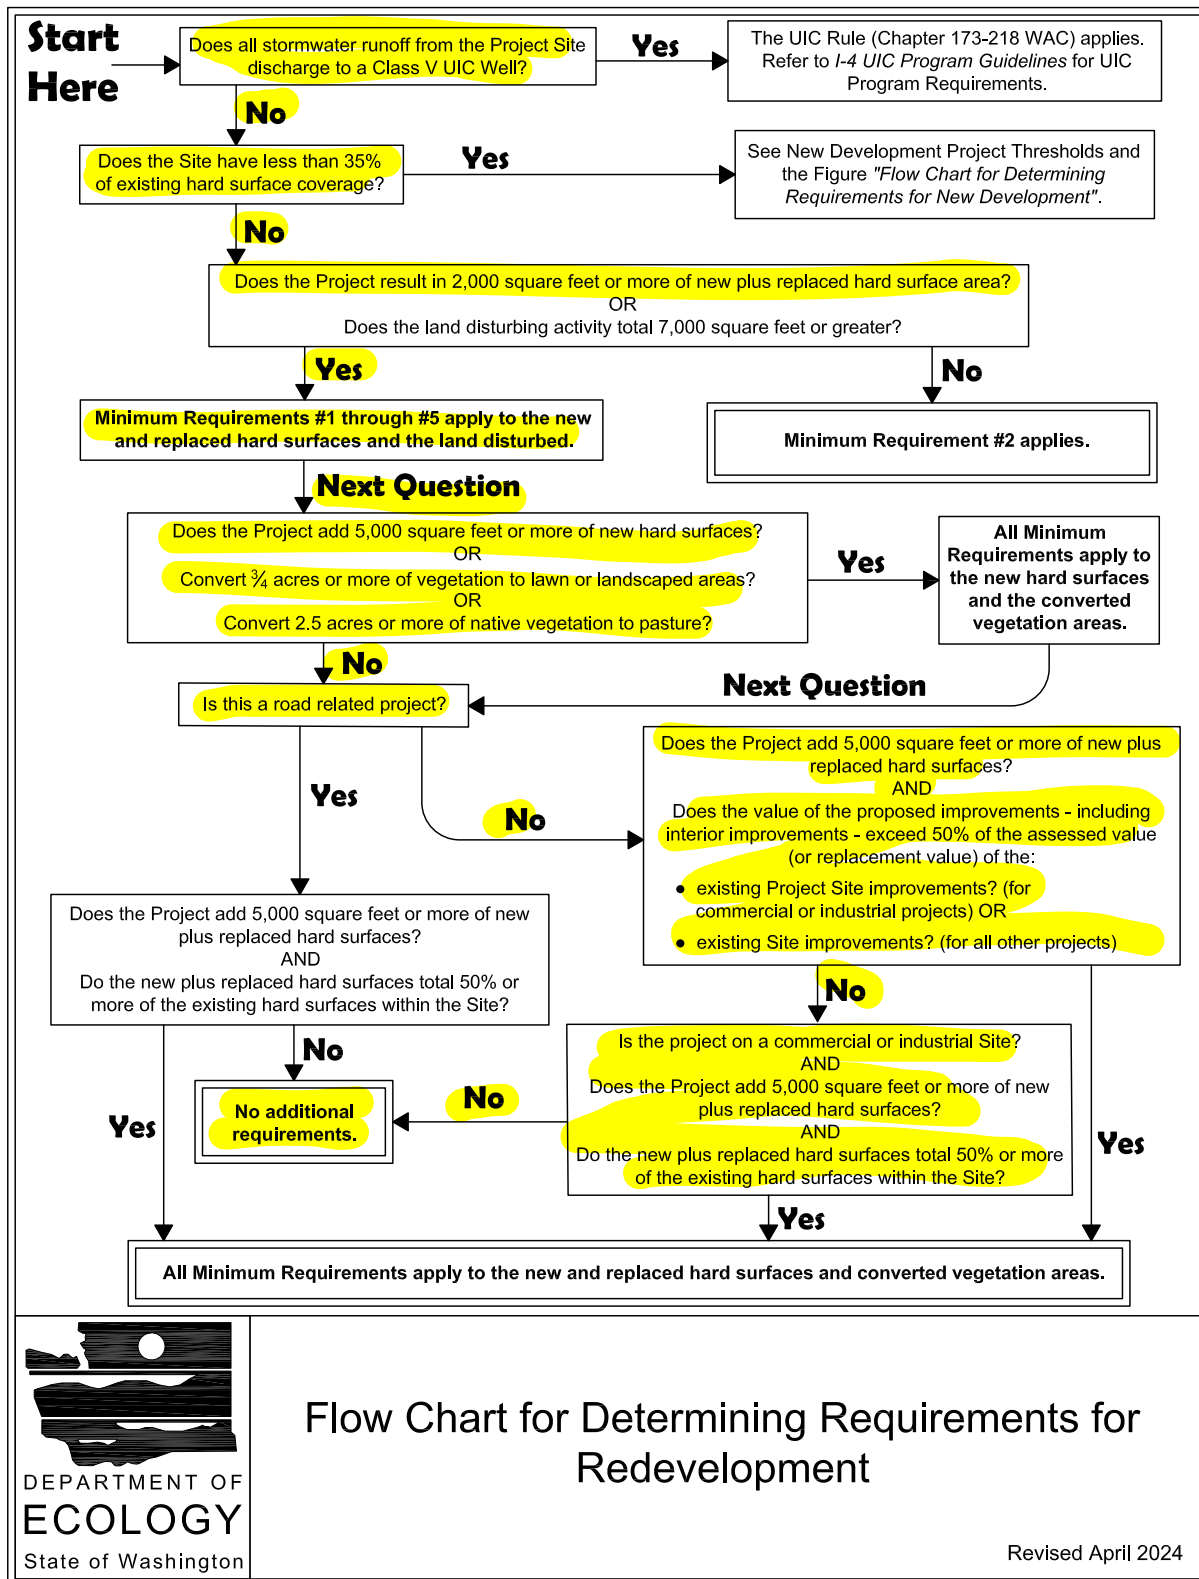 Start
Here
Does all stormwater runoff from the Project Site
discharge to a Class V UIC Well?
Yes
The UIC Rule (Chapter 173-218 WAC) applies.
Refer to I-4 UIC Program Guidelines for UIC
Program Requirements.
No
Does the Site have less than 35%
of existing hard surface coverage?
Yes
See New Development Project Thresholds and
the Figure "Flow Chart for Determining
Requirements for New Development".
No
Does the Project result in 2,000 square feet or more of new plus replaced hard surface area?
OR
Does the land disturbing activity total 7,000 square feet or greater?
Yes
No
Minimum Requirements #1 through #5 apply to the new
and replaced hard surfaces and the land disturbed.
Minimum Requirement #2 applies.
Next Question
Does the Project add 5,000 square feet or more of new hard surfaces?
OR
Convert ¾ acres or more of vegetation to lawn or landscaped areas?
OR
Convert 2.5 acres or more of native vegetation to pasture?
Yes
All Minimum
Requirements apply to
the new hard surfaces
and the converted
vegetation areas.
No
Next Question
Is this a road related project?
Yes
No
Does the Project add 5,000 square feet or more of new plus
replaced hard surfaces?
AND
Does the value of the proposed improvements - including
interior improvements - exceed 50% of the assessed value
(or replacement value) of the:
● existing Project Site improvements? (for
commercial or industrial projects) OR
● existing Site improvements? (for all other projects)
Does the Project add 5,000 square feet or more of new
plus replaced hard surfaces?
AND
Do the new plus replaced hard surfaces total 50% or
more of the existing hard surfaces within the Site?
No
Is the project on a commercial or industrial Site?
AND
Does the Project add 5,000 square feet or more of new
plus replaced hard surfaces?
AND
Do the new plus replaced hard surfaces total 50% or more
of the existing hard surfaces within the Site?
No
No
No additional
requirements.
Yes
Yes
Yes
All Minimum Requirements apply to the new and replaced hard surfaces and converted vegetation areas.
DEPARTMENT OF
ECOLOGY
State of Washington
Flow Chart for Determining Requirements for
Redevelopment
Revised April 2024